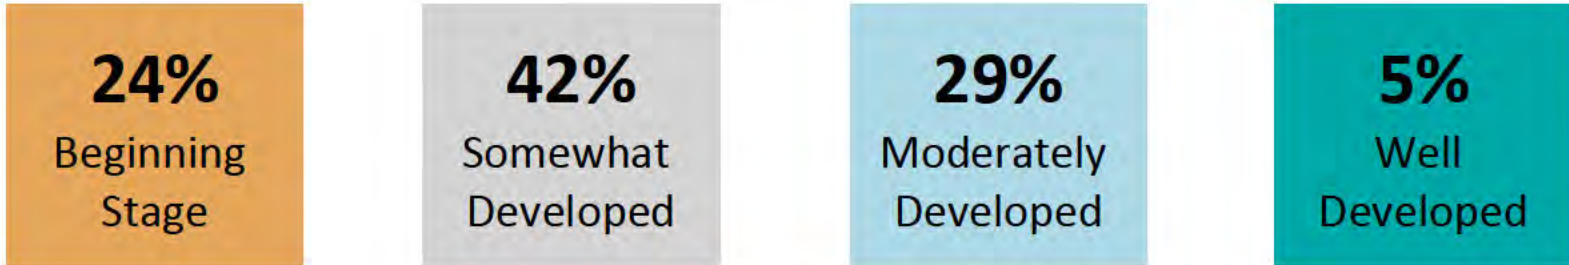 24%
Beginning
Stage
42%
Somewhat
Developed
29%
Moderately
Developed
5%
Well
Developed